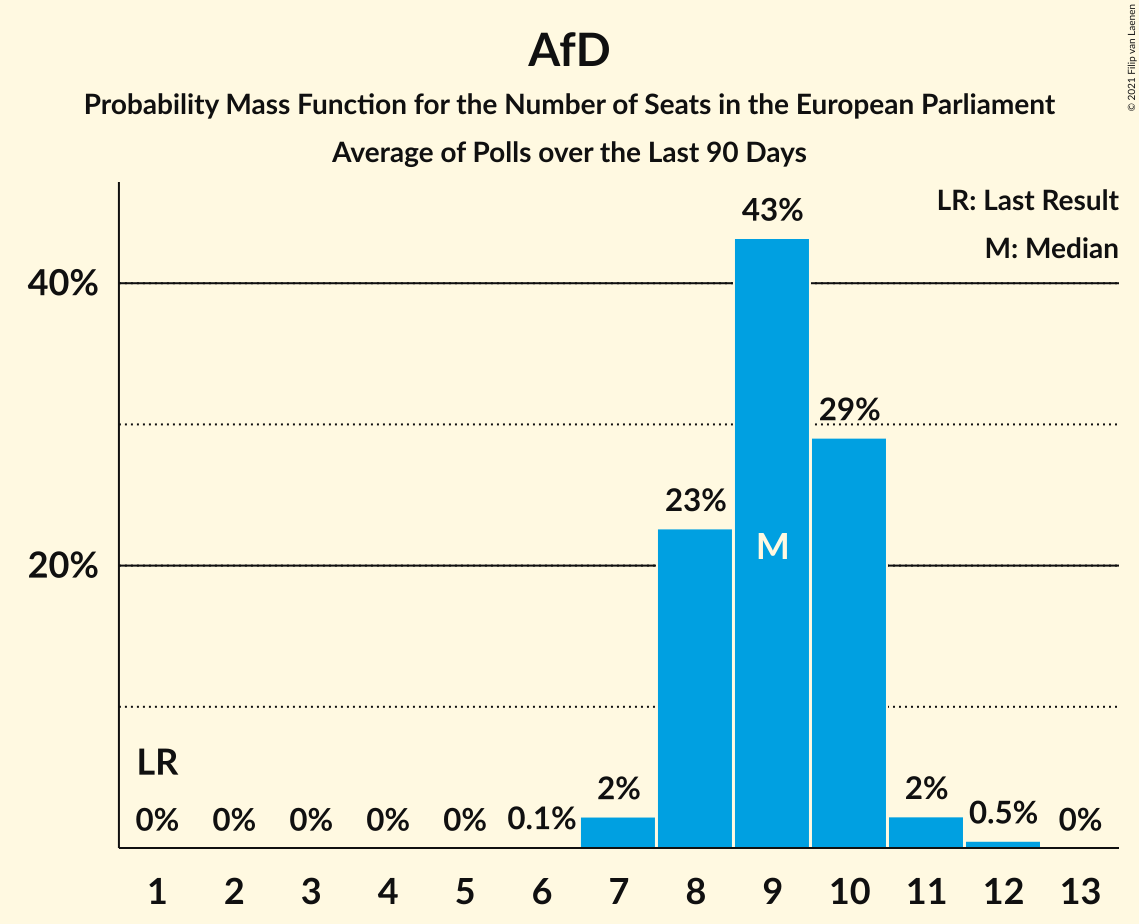 AfD
Probability Mass Function for the Number of Seats in the European Parliament
Average of Polls over the Last 90 Days
© 2021 Filip van Laenen
LR: Last Result
M: Median
40%
20%
43%
29%
23%
M
LR
0% 0% 0% 0% 0% 0.1% 2% 2% 0.5% 0%
1 2 3 4 5 6 7 8 9 10 11 12 13